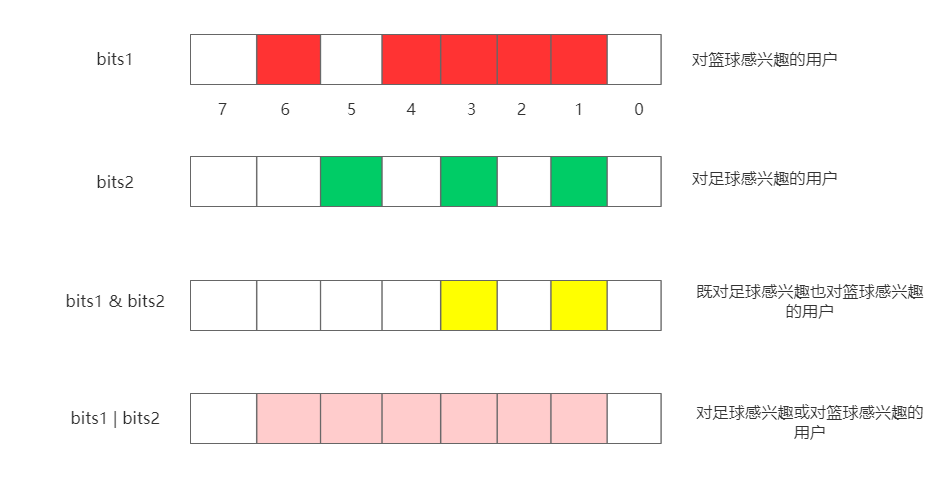 bits1
对篮球感兴趣的用户
7 6 5 4 3 2 1 0
bits2
对足球感兴趣的用户
bits1 & bits2
既对足球感兴趣也对篮球感兴趣
的用户
bits1 | bits2
对足球感兴趣或对篮球感兴趣的
用户